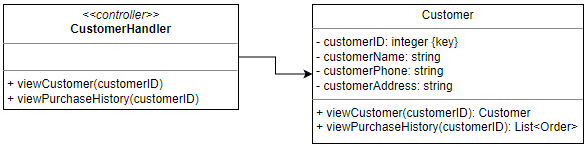 <<controller>>
CustomerHandler
+ viewCustomer(customerID)
+ viewPurchaseHistory(customerID)
Customer
- customerID: integer {key}
- customerName: string
- customerPhone: string
- customerAddress: string
+ viewCustomer(customerID): Customer
+ viewPurchaseHistory(customerID): List<Order>